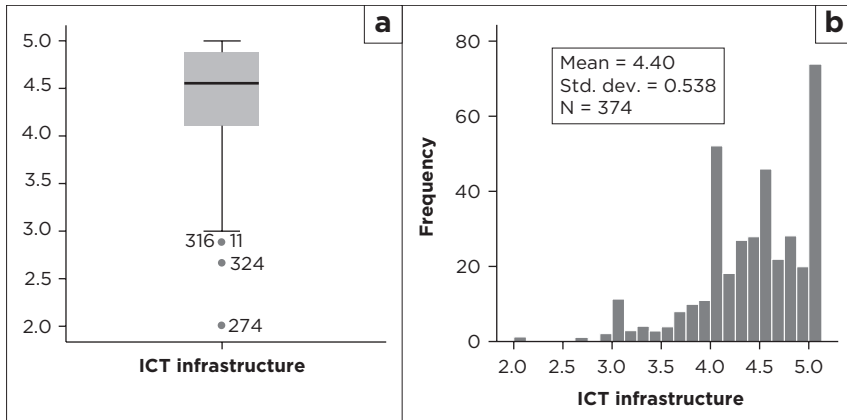 a
5.0
4.5
4.0
3.5
3.0
316 11
324
2.5
274
2.0
ICT infrastructure
b
80
Mean = 4.40
Std. dev. = 0.538
N = 374
60
Frequency
40
20
0
2.0 2.5 3.0 3.5 4.0 4.5 5.0
ICT infrastructure